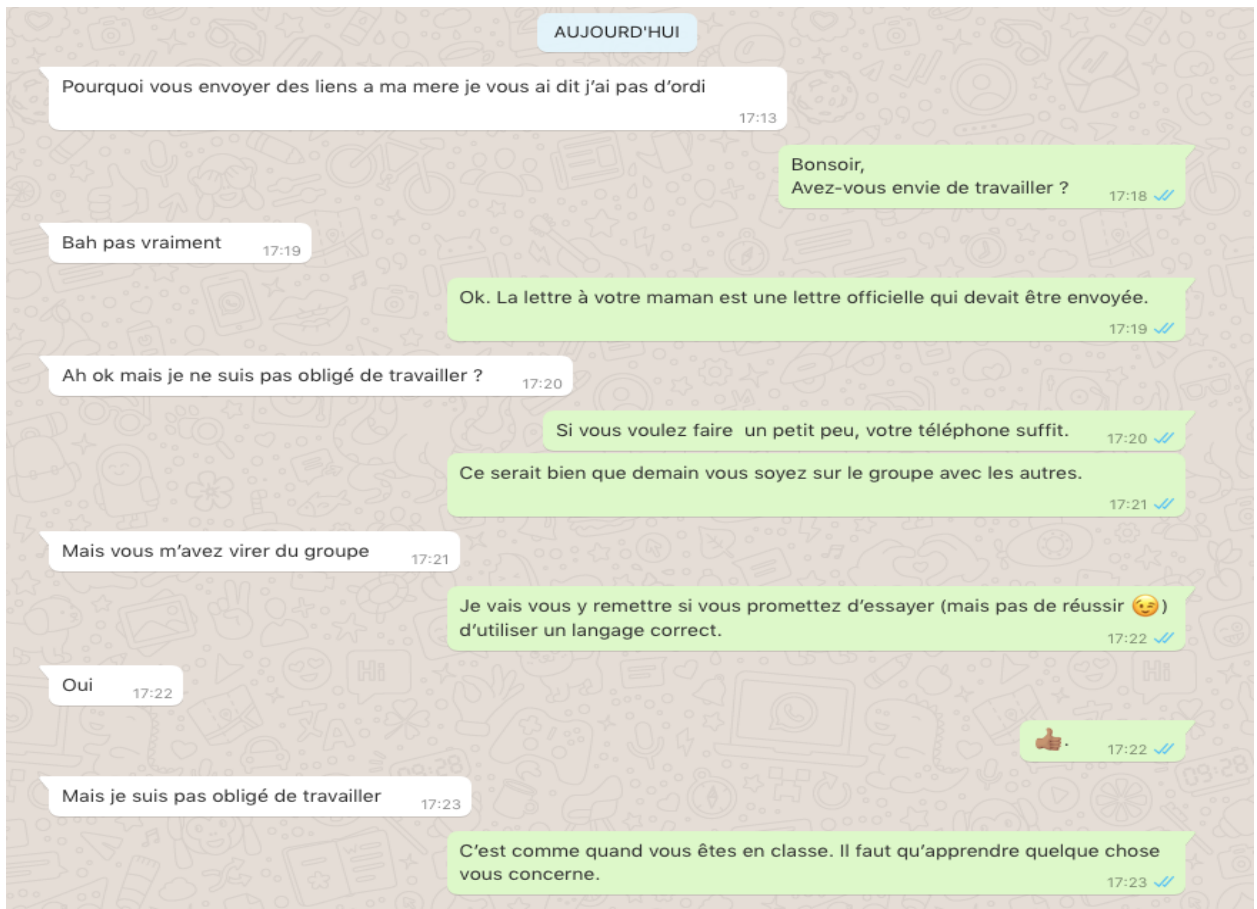 AUJOURD'HUI
Pourquoi vous envoyer des liens a ma mere je vous ai dit j’ai pas d’ordi
17:13
Bonsoir,
Avez-vous envie de travailler ? 17:18
Bah pas vraiment 17:19
Ok. La lettre à votre maman est une lettre officielle qui devait être envoyée.
17:19
Ah ok mais je ne suis pas obligé de travailler ? 17:20
Si vous voulez faire un petit peu, votre téléphone suffit. 17:20
Ce serait bien que demain vous soyez sur le groupe avec les autres.
17:21
Mais vous m’avez virer du groupe 17:21
Je vais vous y remettre si vous promettez d’essayer (mais pas de réussir 😉)
d’utiliser un langage correct. 17:22
Oui 17:22
👍🏽. 17:22
Mais je suis pas obligé de travailler 17:23
C’est comme quand vous êtes en classe. Il faut qu’apprendre quelque chose
vous concerne. 17:23